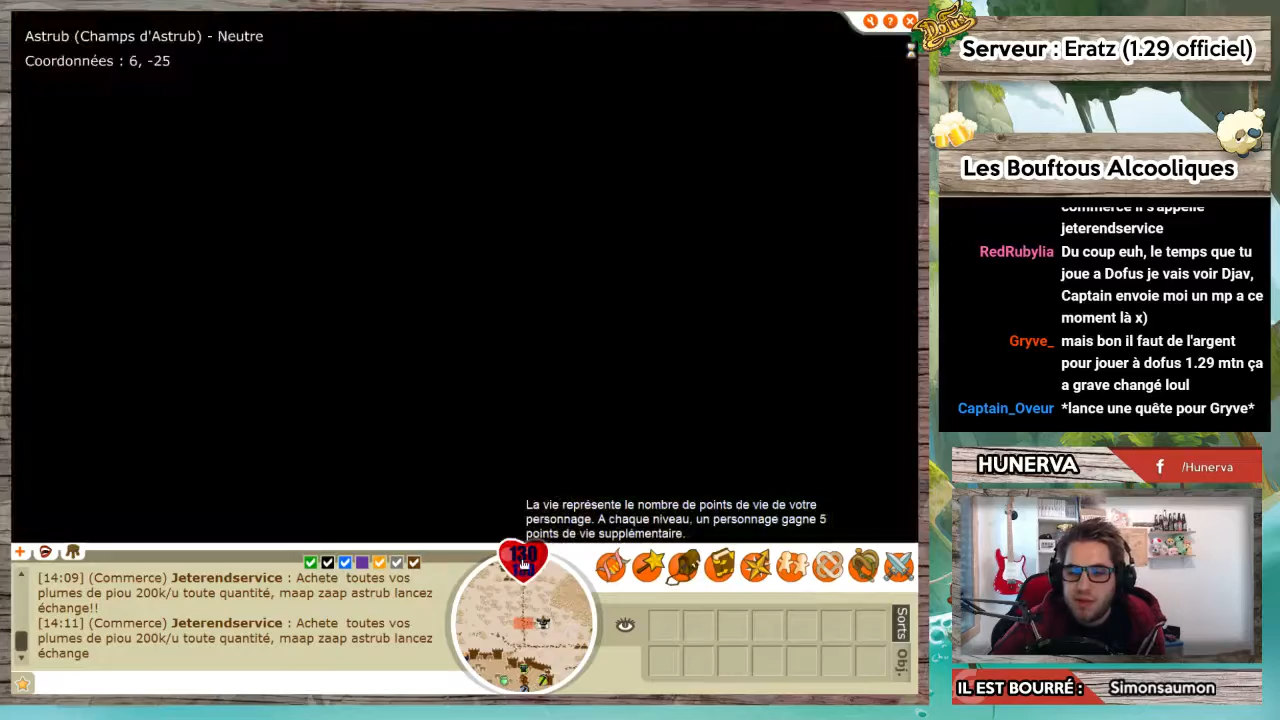 Astrub (Champs d'Astrub) - Neutre
Coordonnées : 6, -25
La vie représente le nombre de points de vie de votre
personnage. A chaque niveau, un personnage gagne 5
points de vie supplémentaire.
130
[14:09] (Commerce) Jeterendservice : Achete toutes vos
plumes de piou 200k/u toute quantité, maap zaap astrub lancez
échange!!
[14:11] (Commerce) Jeterendservice : Achete toutes vos
plumes de piou 200k/u toute quantité, maap zaap astrub lancez
échange
Sorts
Obj.
Dofus
Serveur : Eratz (1.29 officiel)
Les Bouftous Alcooliques
commerce il s'appelle
jeterendservice
RedRubylia Du coup euh, le temps que tu
joue a Dofus je vais voir Djav,
Captain envoie moi un mp a ce
moment là x)
Gryve_ mais bon il faut de l'argent
pour jouer à dofus 1.29 mtn ça
a grave changé loul
Captain_Oveur *lance une quête pour Gryve*
HUNERVA f /Hunerva
IL EST BOURRÉ : Simonsaumon